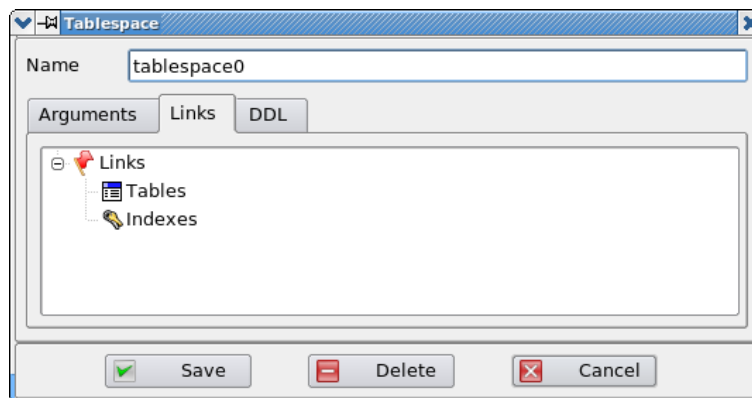 Tablespace
Name tablespace0
Arguments Links DDL
Links
Tables
Indexes
Save Delete Cancel